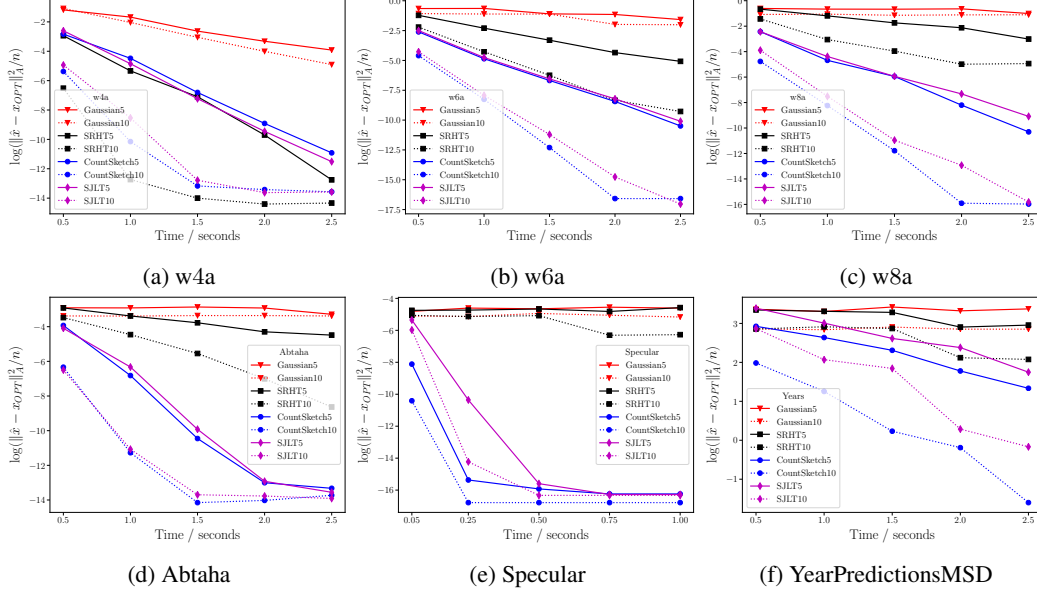 log(‖x̂ − x_OPT‖²_A/n)
−2
−4
−6
−8
−10
−12
−14
w4a
Gaussian5
Gaussian10
SRHT5
SRHT10
CountSketch5
CountSketch10
SJLT5
SJLT10
0.5 1.0 1.5 2.0 2.5
Time / seconds
(a) w4a
log(‖x̂ − x_OPT‖²_A/n)
0.0
−2.5
−5.0
−7.5
−10.0
−12.5
−15.0
−17.5
w6a
Gaussian5
Gaussian10
SRHT5
SRHT10
CountSketch5
CountSketch10
SJLT5
SJLT10
0.5 1.0 1.5 2.0 2.5
Time / seconds
(b) w6a
log(‖x̂ − x_OPT‖²_A/n)
0
−2
−4
−6
−8
−10
−12
−14
−16
w8a
Gaussian5
Gaussian10
SRHT5
SRHT10
CountSketch5
CountSketch10
SJLT5
SJLT10
0.5 1.0 1.5 2.0 2.5
Time / seconds
(c) w8a
log(‖x̂ − x_OPT‖²_A/n)
−4
−6
−8
−10
−12
−14
Abtaha
Gaussian5
Gaussian10
SRHT5
SRHT10
CountSketch5
CountSketch10
SJLT5
SJLT10
0.5 1.0 1.5 2.0 2.5
Time / seconds
(d) Abtaha
log(‖x̂ − x_OPT‖²_A/n)
−4
−6
−8
−10
−12
−14
−16
Specular
Gaussian5
Gaussian10
SRHT5
SRHT10
CountSketch5
CountSketch10
SJLT5
SJLT10
0.05 0.25 0.50 0.75 1.00
Time / seconds
(e) Specular
log(‖x̂ − x_OPT‖²_A/n)
3
2
1
0
−1
Years
Gaussian5
Gaussian10
SRHT5
SRHT10
CountSketch5
CountSketch10
SJLT5
SJLT10
0.5 1.0 1.5 2.0 2.5
Time / seconds
(f) YearPredictionsMSD